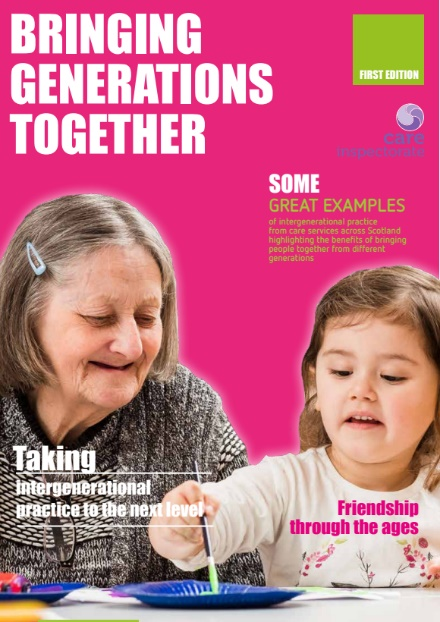 BRINGING
GENERATIONS
TOGETHER
FIRST EDITION
care
inspectorate
SOME
GREAT EXAMPLES
of intergenerational practice
from care services across Scotland
highlighting the benefits of bringing
people together from different
generations
Taking
intergenerational
practice to the next level
Friendship
through the ages